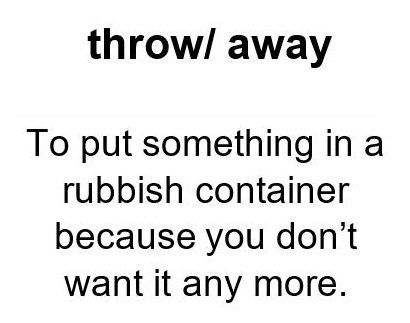 throw/ away
To put something in a
rubbish container
because you don’t
want it any more.